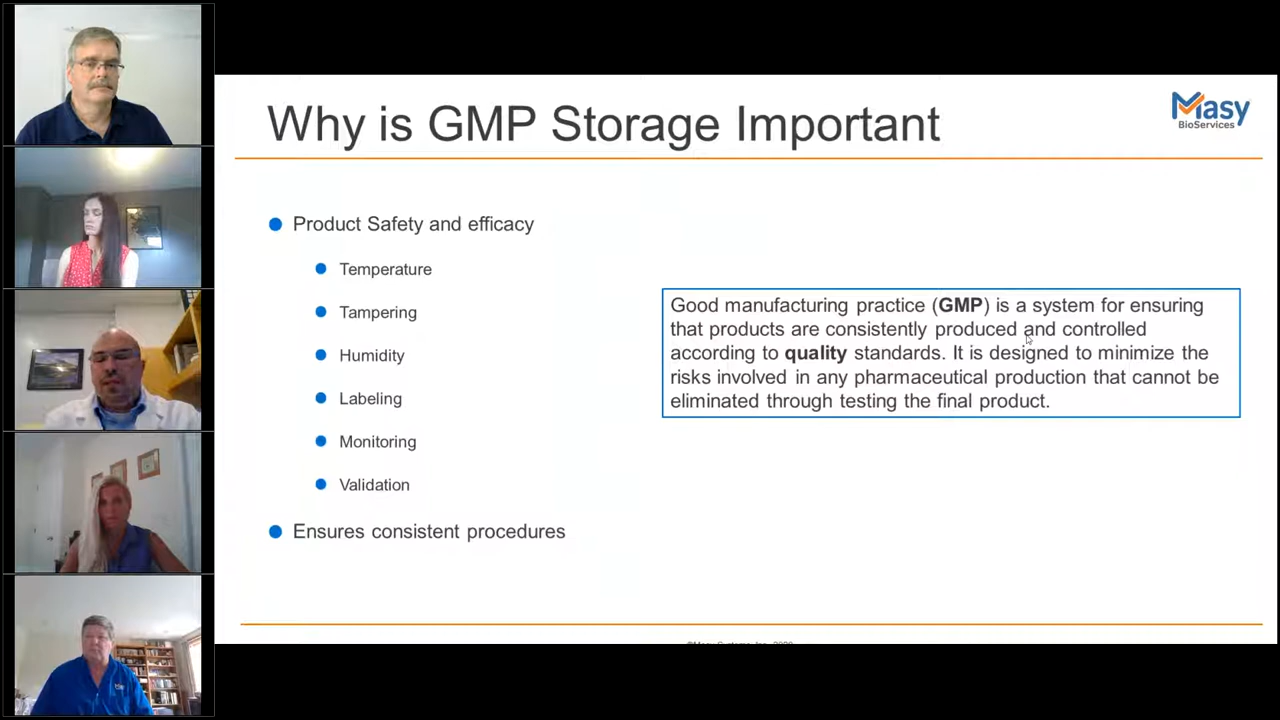 Why is GMP Storage Important
Masy
BioServices
Product Safety and efficacy
Temperature
Tampering
Humidity
Labeling
Monitoring
Validation
Ensures consistent procedures
Good manufacturing practice (GMP) is a system for ensuring
that products are consistently produced and controlled
according to quality standards. It is designed to minimize the
risks involved in any pharmaceutical production that cannot be
eliminated through testing the final product.